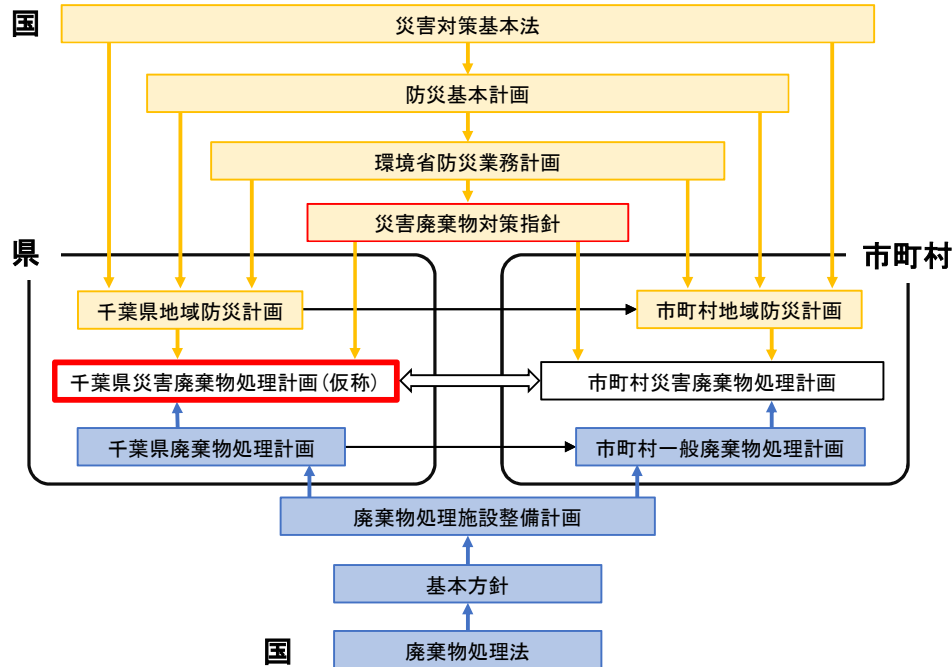 国
災害対策基本法
防災基本計画
環境省防災業務計画
災害廃棄物対策指針
県
市町村
千葉県地域防災計画
市町村地域防災計画
千葉県災害廃棄物処理計画(仮称)
市町村災害廃棄物処理計画
千葉県廃棄物処理計画
市町村一般廃棄物処理計画
廃棄物処理施設整備計画
基本方針
国
廃棄物処理法